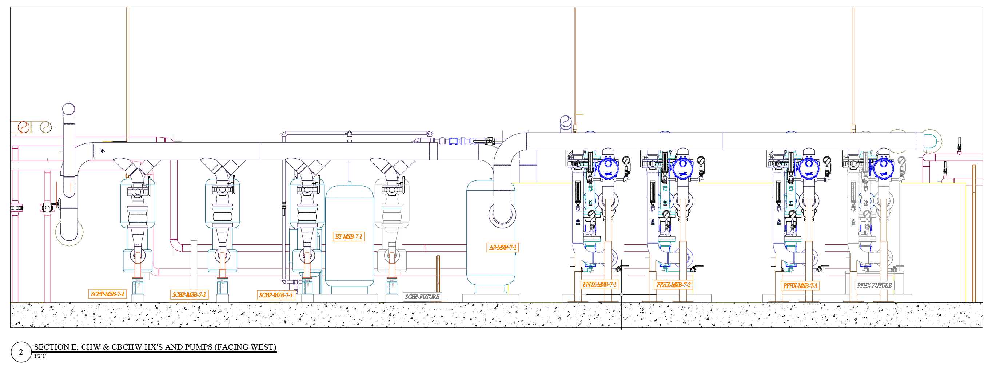 ET-MSB-7-1
AS-MSB-7-1
SCHP-MSB-7-1
SCHP-MSB-7-2
SCHP-MSB-7-3
SCHP-FUTURE
PFHX-MSB-7-1
PFHX-MSB-7-2
PFHX-MSB-7-3
PFHX-FUTURE
2
SECTION E: CHW & CBCHW HX'S AND PUMPS (FACING WEST)
1/2"1'